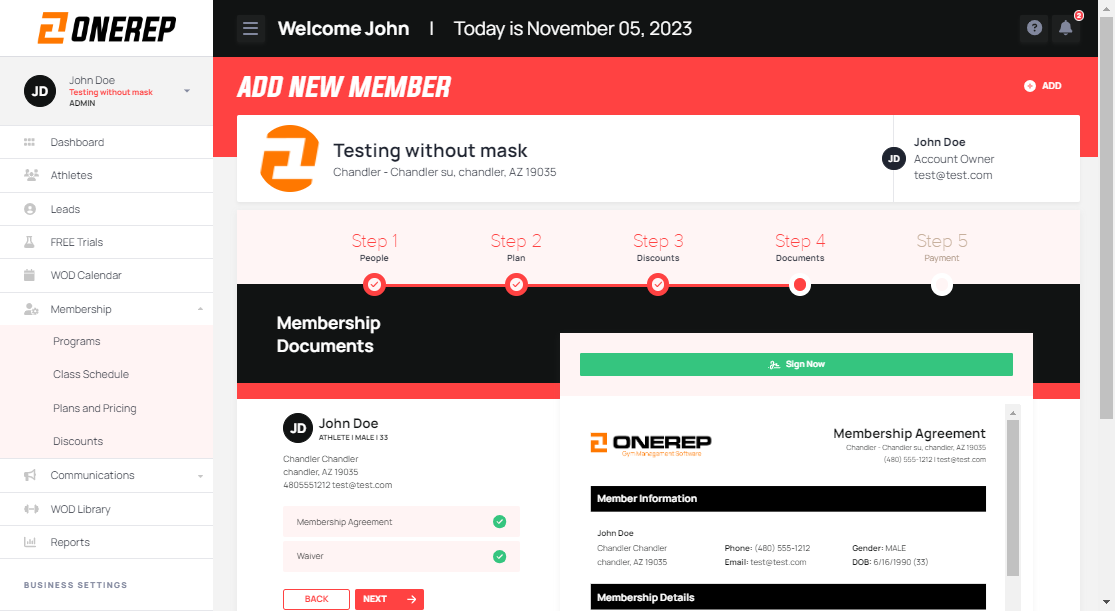 ONEREP
Welcome John | Today is November 05, 2023
2
JD
John Doe
Testing without mask
ADMIN
Dashboard
Athletes
Leads
FREE Trials
WOD Calendar
Membership
Programs
Class Schedule
Plans and Pricing
Discounts
Communications
WOD Library
Reports
BUSINESS SETTINGS
ADD NEW MEMBER
ADD
Testing without mask
Chandler - Chandler su, chandler, AZ 19035
JD
John Doe
Account Owner
test@test.com
Step 1
People
Step 2
Plan
Step 3
Discounts
Step 4
Documents
Step 5
Payment
Membership
Documents
JD
John Doe
ATHLETE | MALE | 33
Chandler Chandler
chandler, AZ 19035
4805551212 test@test.com
Membership Agreement
Waiver
BACK
NEXT
Sign Now
ONEREP
Gym Management Software
Membership Agreement
Chandler - Chandler su, chandler, AZ 19035
(480) 555-1212 | test@test.com
Member Information
John Doe
Chandler Chandler Phone: (480) 555-1212 Gender: MALE
chandler, AZ 19035 Email: test@test.com DOB: 6/16/1990 (33)
Membership Details